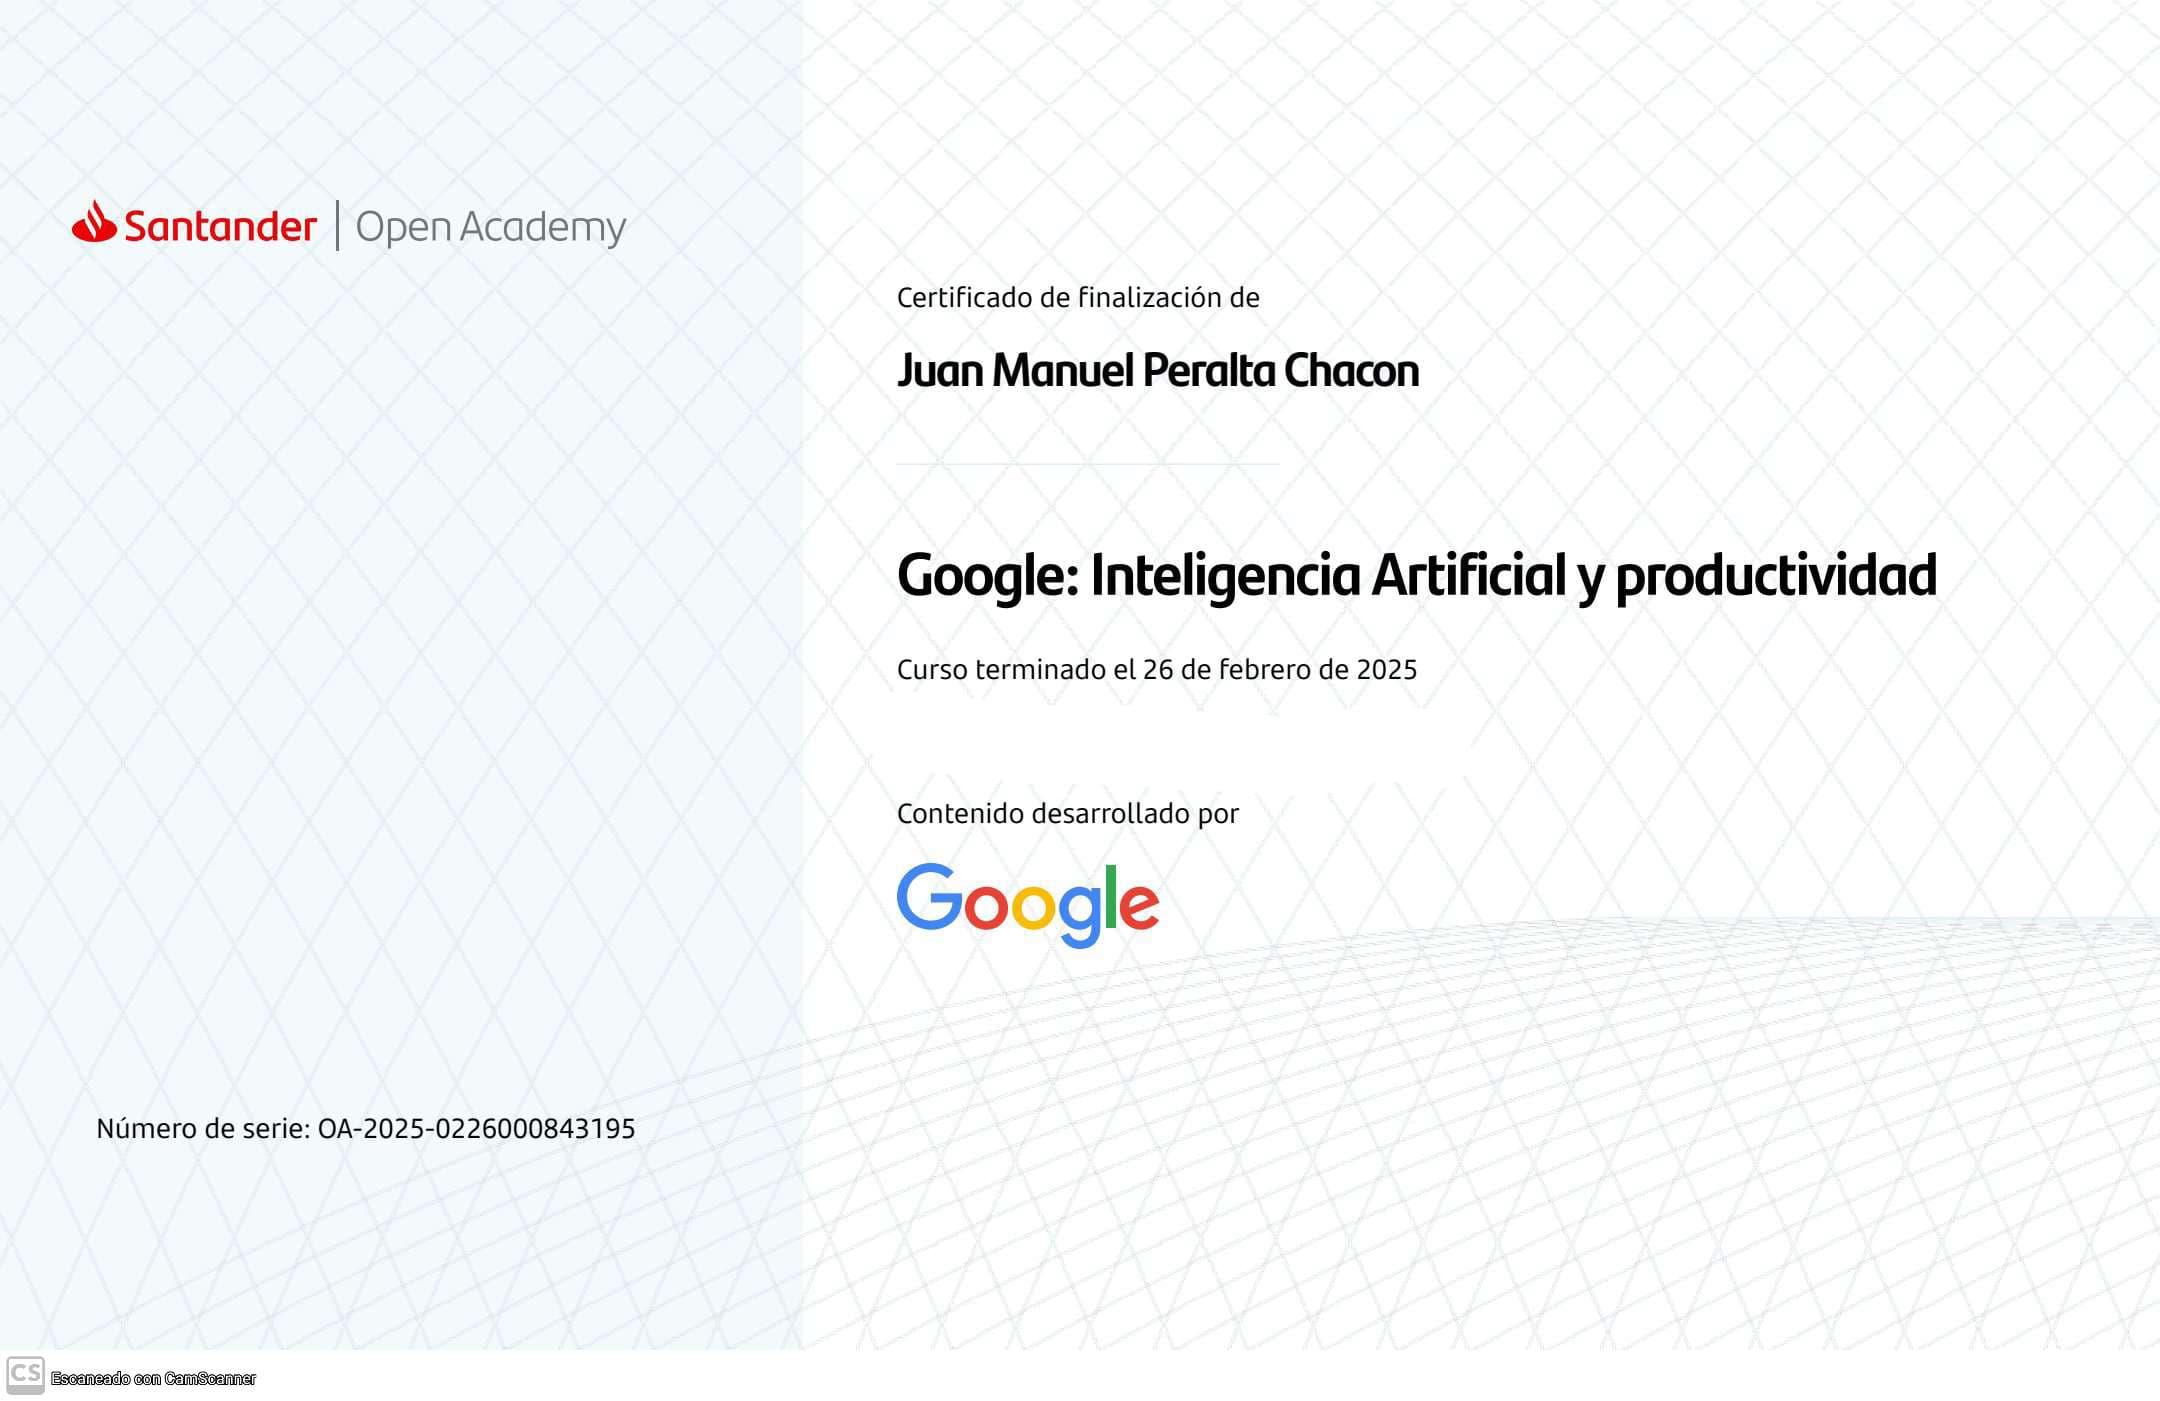 Santander | Open Academy
Certificado de finalización de
Juan Manuel Peralta Chacon
Google: Inteligencia Artificial y productividad
Curso terminado el 26 de febrero de 2025
Contenido desarrollado por
Google
Número de serie: OA-2025-0226000843195
CS Escaneado con CamScanner